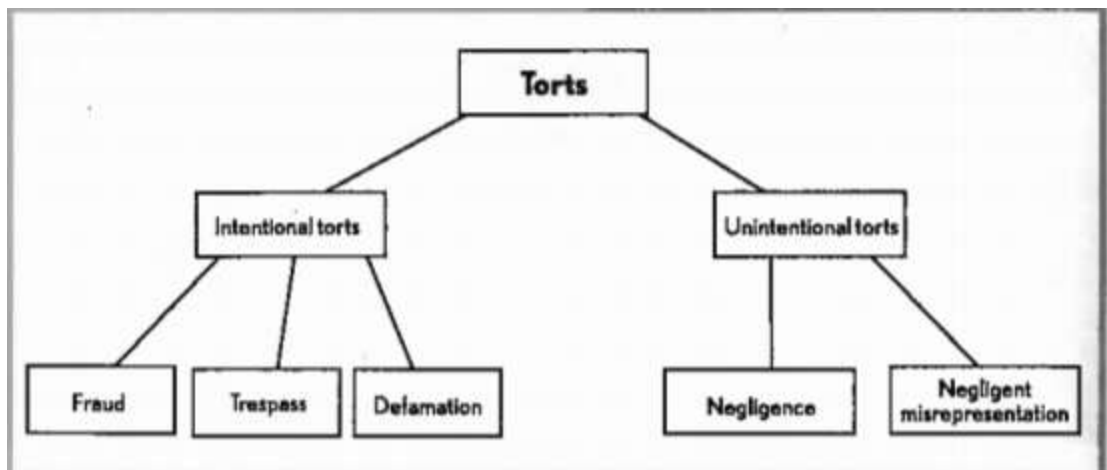 Torts
Intentional torts
Unintentional torts
Fraud
Trespass
Defamation
Negligence
Negligent
misrepresentation